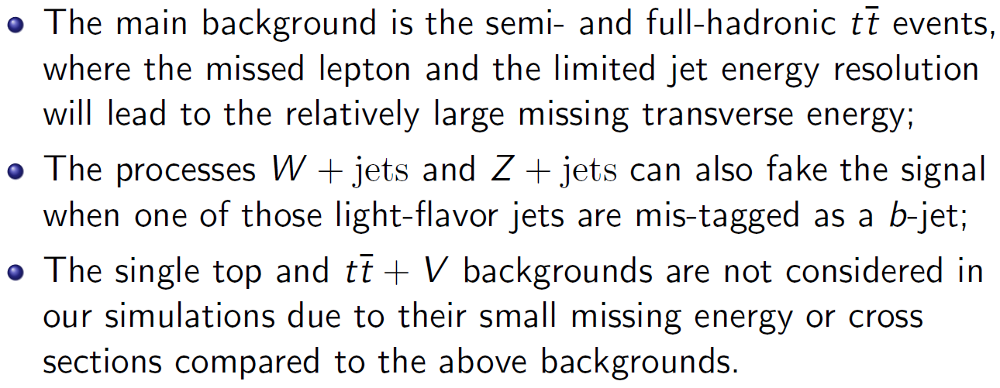 The main background is the semi- and full-hadronic tt̄ events,
where the missed lepton and the limited jet energy resolution
will lead to the relatively large missing transverse energy;
The processes W + jets and Z + jets can also fake the signal
when one of those light-flavor jets are mis-tagged as a b-jet;
The single top and tt̄ + V backgrounds are not considered in
our simulations due to their small missing energy or cross
sections compared to the above backgrounds.